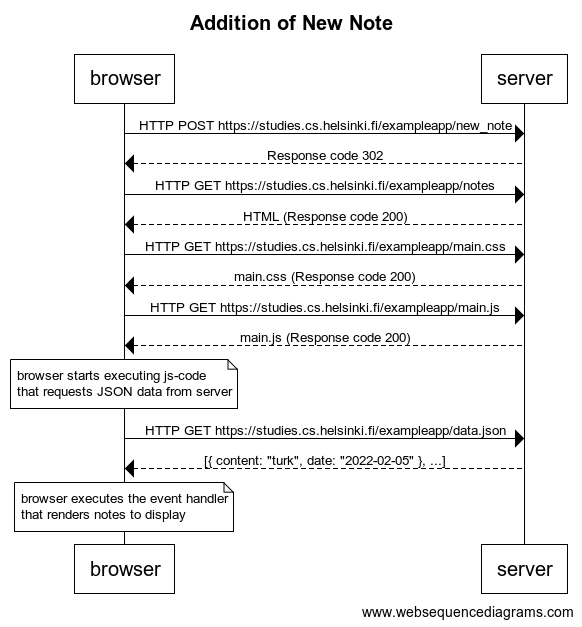 Addition of New Note
browser
server
HTTP POST https://studies.cs.helsinki.fi/exampleapp/new_note
Response code 302
HTTP GET https://studies.cs.helsinki.fi/exampleapp/notes
HTML (Response code 200)
HTTP GET https://studies.cs.helsinki.fi/exampleapp/main.css
main.css (Response code 200)
HTTP GET https://studies.cs.helsinki.fi/exampleapp/main.js
main.js (Response code 200)
browser starts executing js-code
that requests JSON data from server
HTTP GET https://studies.cs.helsinki.fi/exampleapp/data.json
[{ content: "turk", date: "2022-02-05" }, ...]
browser executes the event handler
that renders notes to display
browser
server
www.websequencediagrams.com